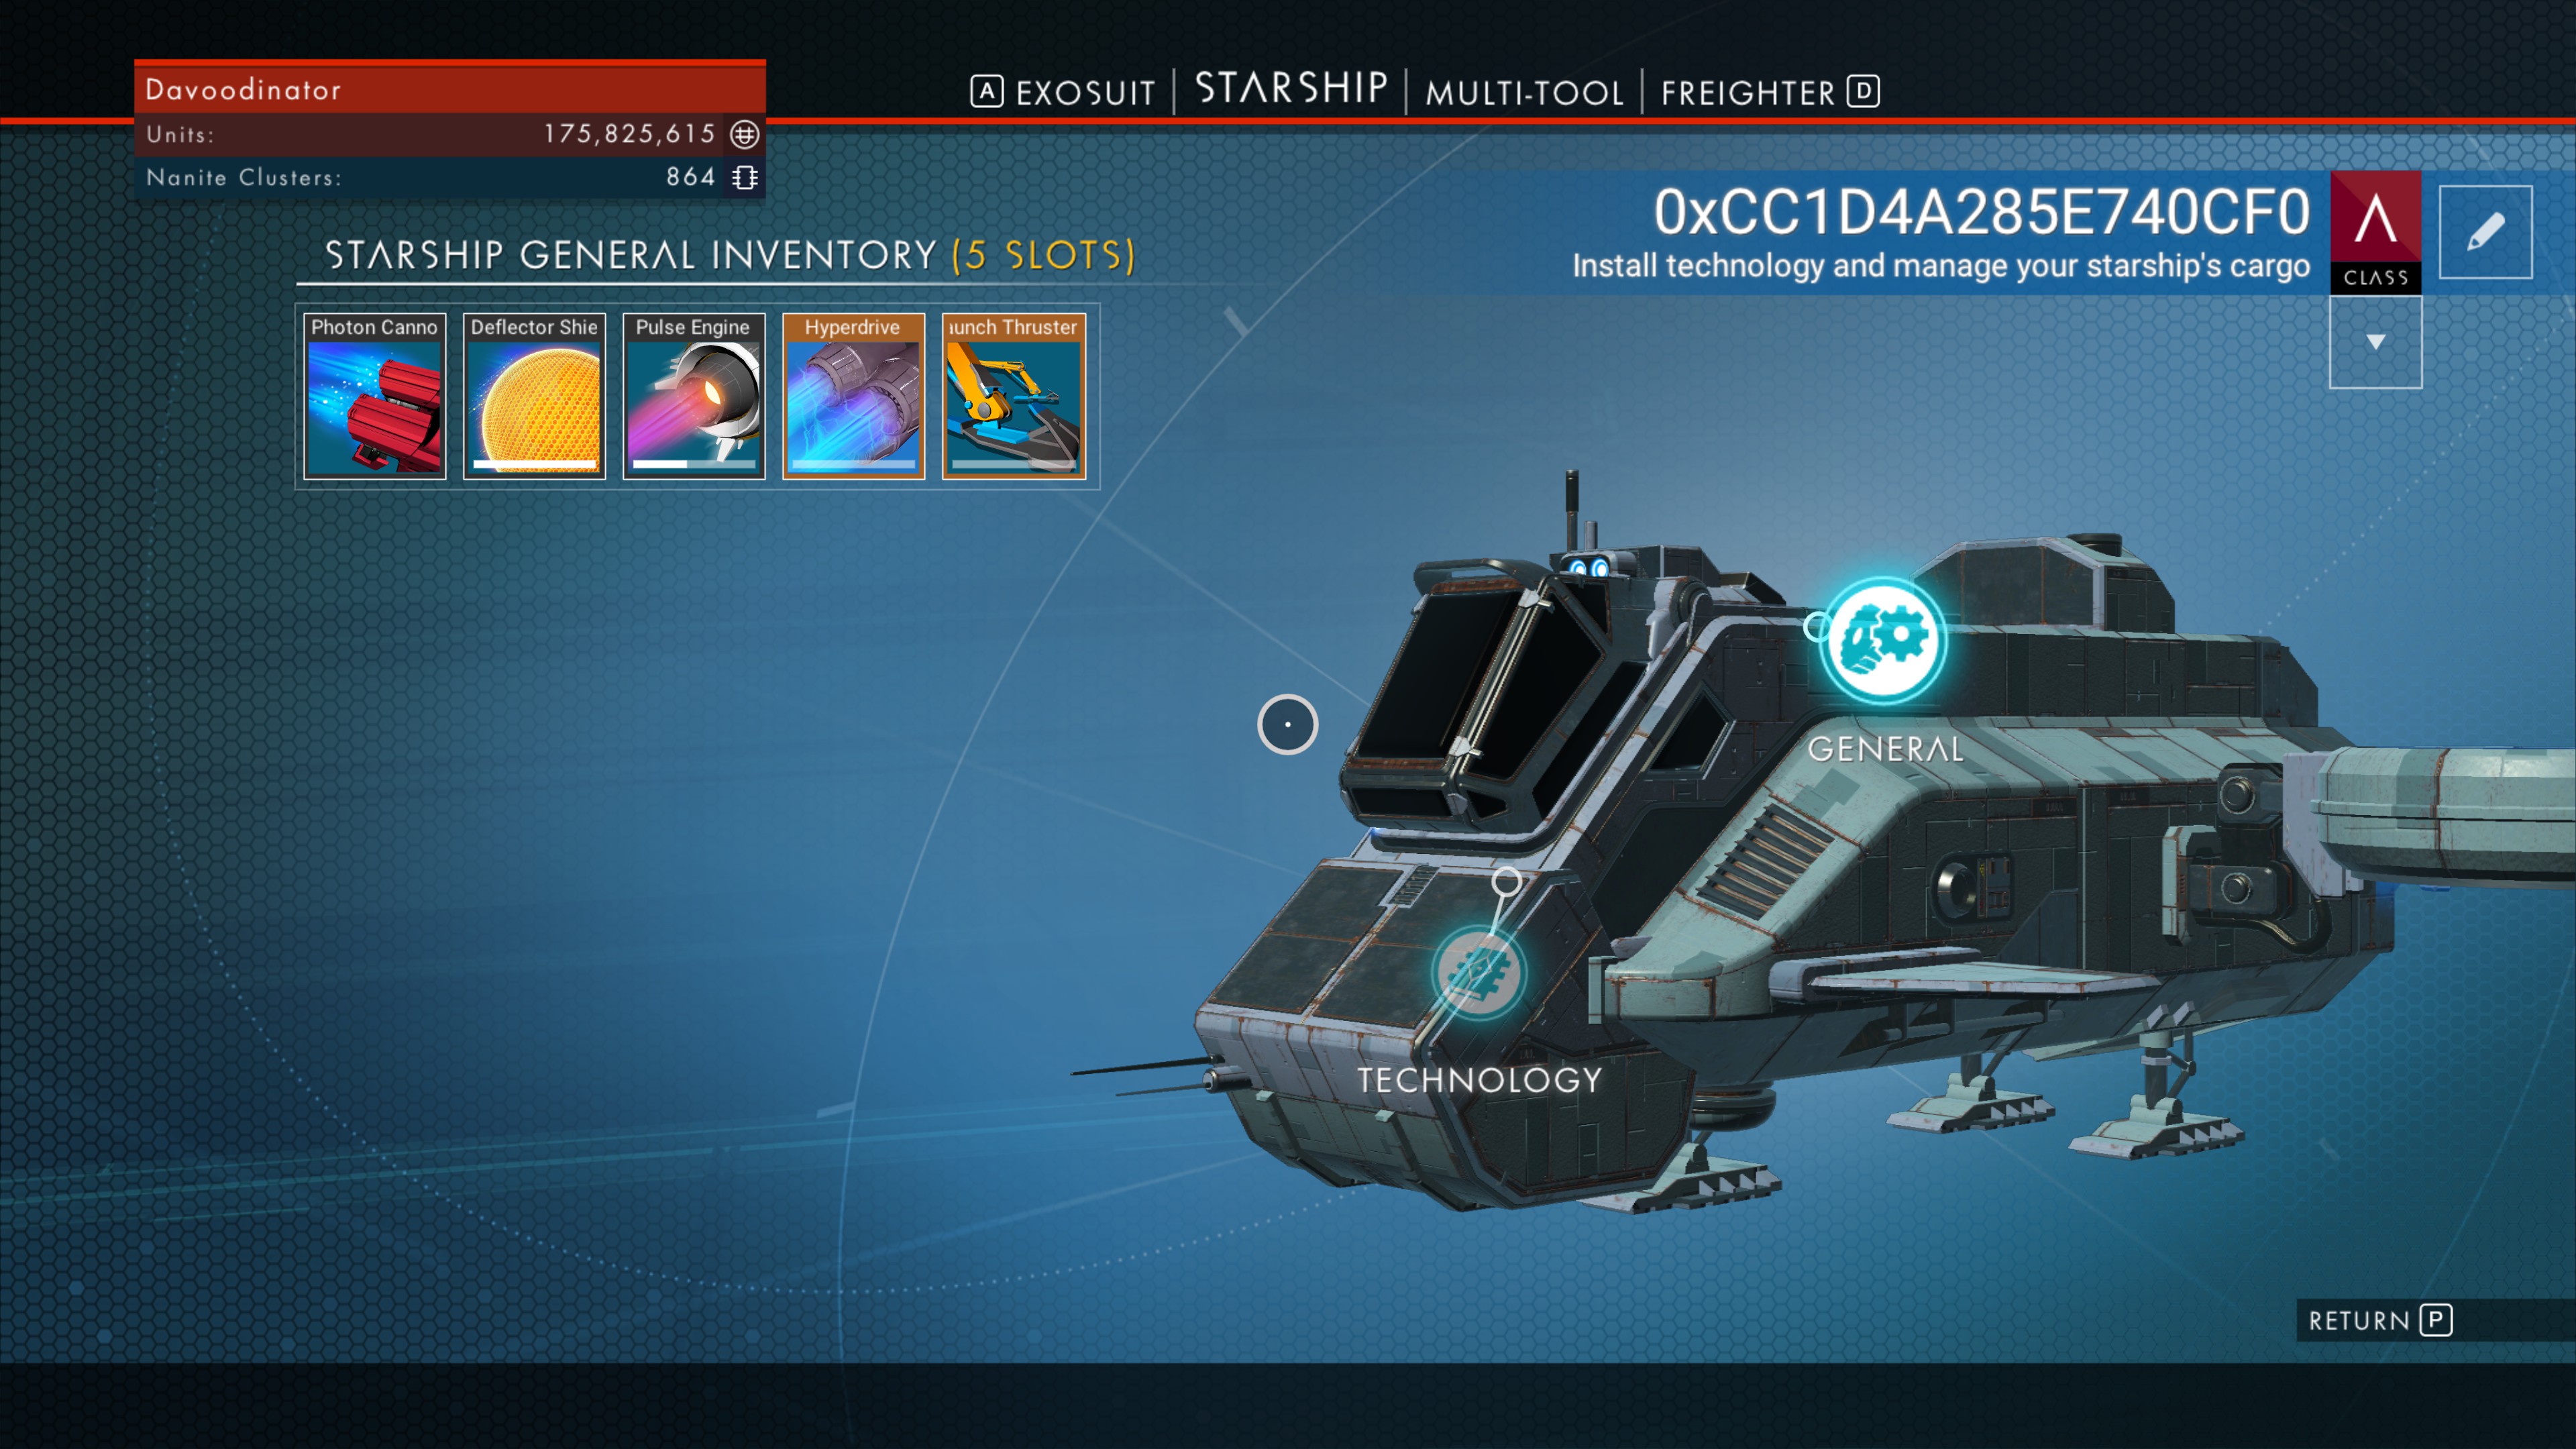 Davoodinator
Units: 175,825,615
Nanite Clusters: 864
A EXOSUIT STARSHIP MULTI-TOOL FREIGHTER D
0xCC1D4A285E740CF0
Install technology and manage your starship's cargo
A
CLASS
STARSHIP GENERAL INVENTORY (5 SLOTS)
Photon Canno Deflector Shie Pulse Engine Hyperdrive aunch Thruster
GENERAL
TECHNOLOGY
RETURN P